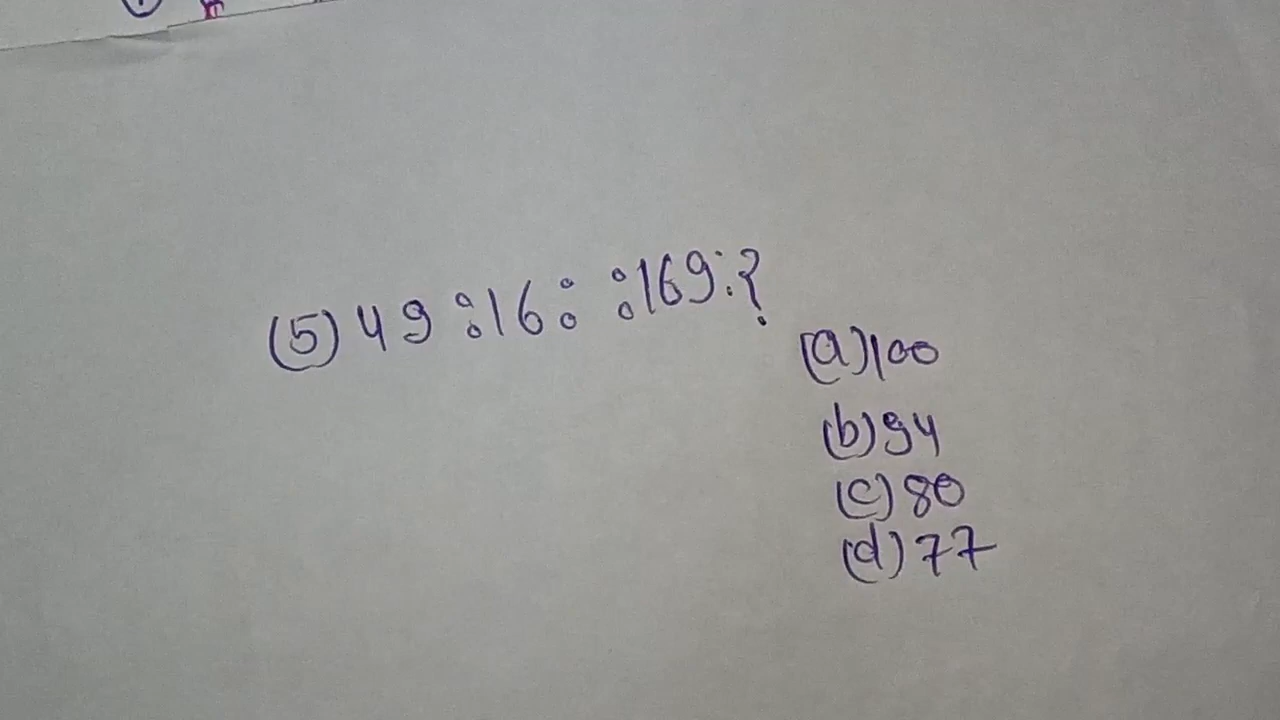 (5) 49 : 16 : : 169 : ?
(a) 100
(b) 94
(c) 80
(d) 77